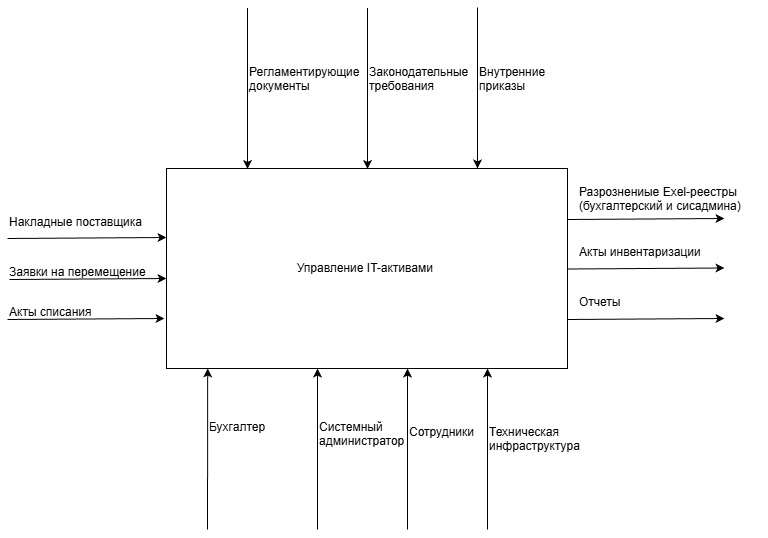 Регламентирующие
документы
Законодательные
требования
Внутренние
приказы
Накладные поставщика
Заявки на перемещение
Акты списания
Управление IT-активами
Разрозненные Exel-реестры
(бухгалтерский и сисадмина)
Акты инвентаризации
Отчеты
Бухгалтер
Системный
администратор
Сотрудники
Техническая
инфраструктура